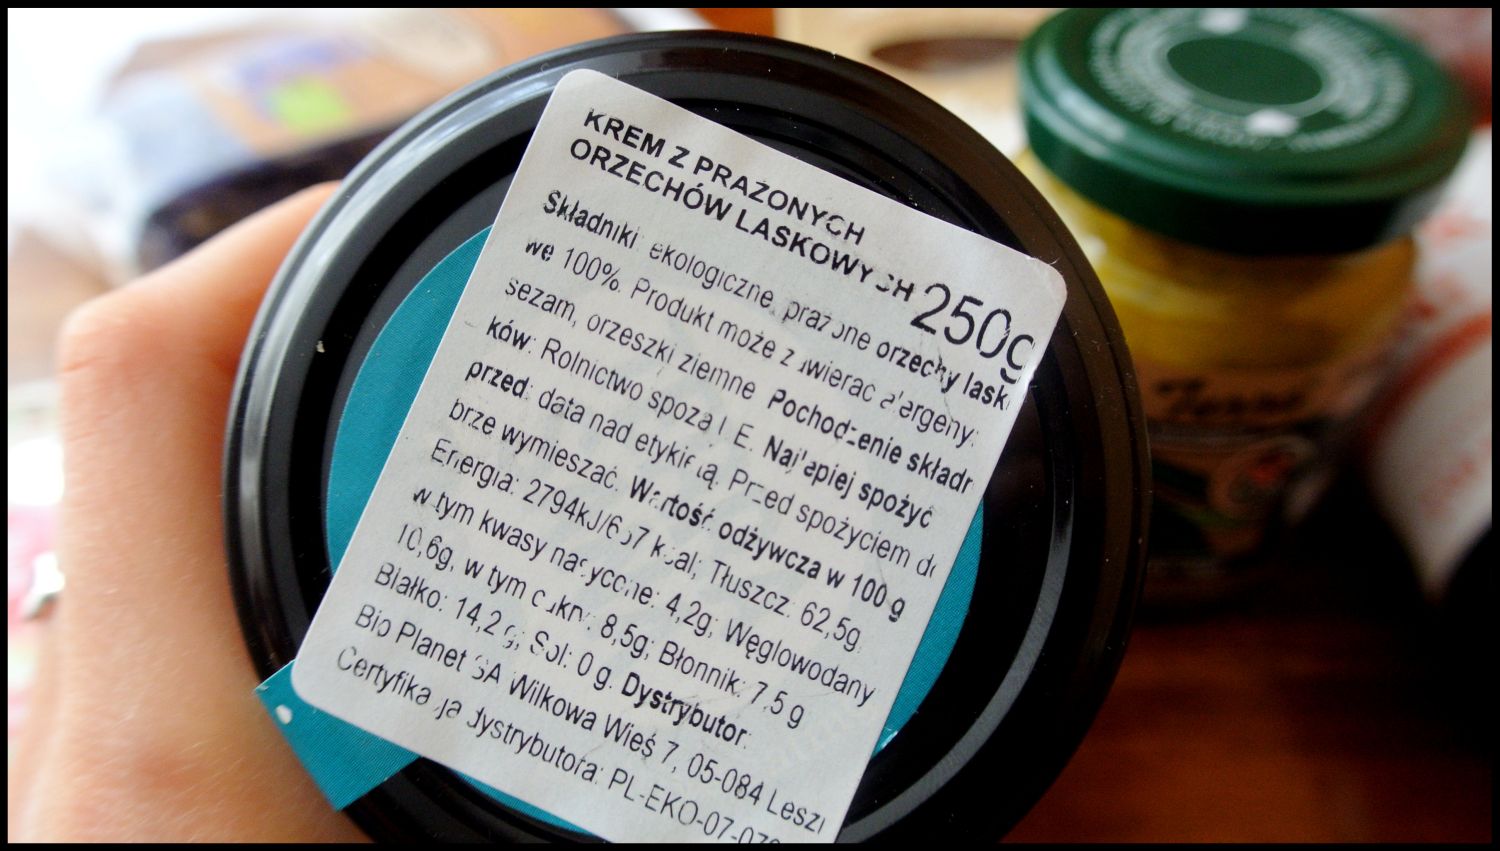 KREM Z PRAŻONYCH
ORZECHÓW LASKOWYCH 250g
Składniki: ekologiczne, prażone orzechy lasko
we 100%. Produkt może zawierać alergeny:
sezam, orzeszki ziemne Pochodzenie składni
ków: Rolnictwo spoza UE. Najlepiej spożyć
przed: data nad etykietą. Przed spożyciem do
brze wymieszać. Wartość odżywcza w 100 g
Energia: 2794kJ/667 kcal; Tłuszcz: 62,5g,
w tym kwasy nasycone: 4,2g; Węglowodany
10,6g, w tym cukry: 8,5g; Błonnik: 7,5 g
Białko: 14,2 g; Sól: 0 g. Dystrybutor:
Bio Planet SA Wilkowa Wieś 7, 05-084 Leszn
Certyfikacja dystrybutora: PL-EKO-07-